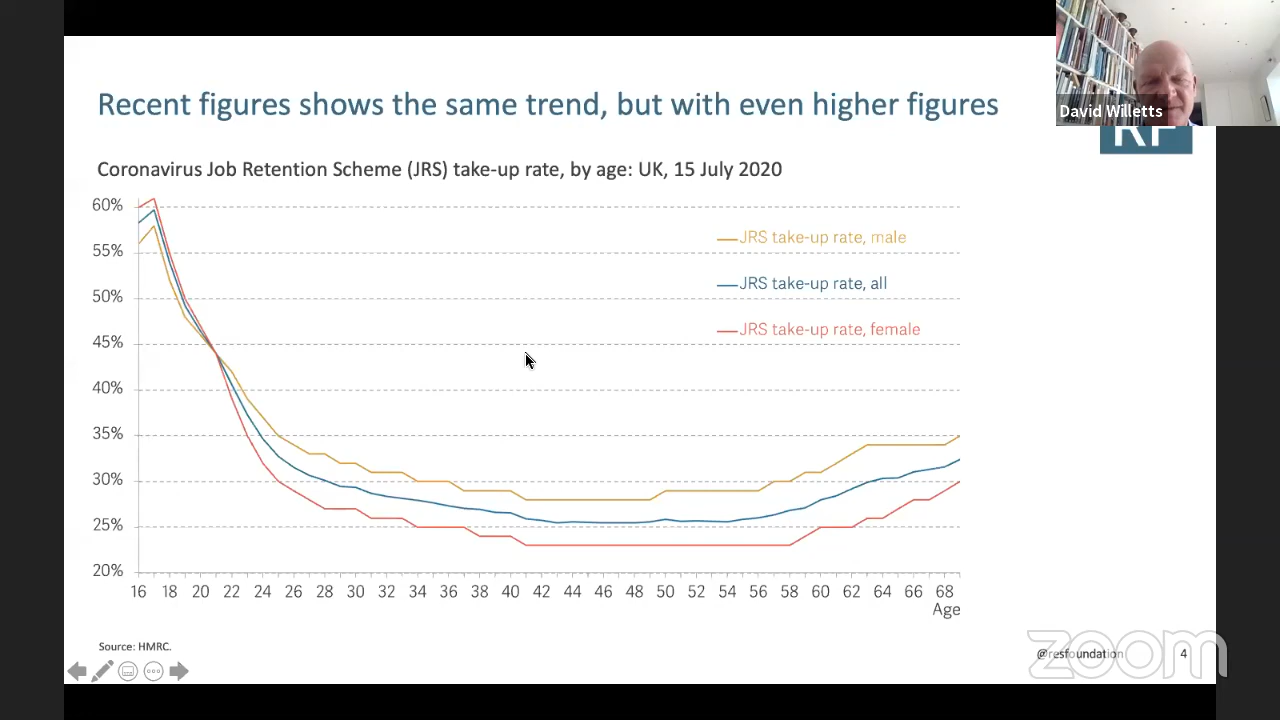 David Willetts
RF
Recent figures shows the same trend, but with even higher figures
Coronavirus Job Retention Scheme (JRS) take-up rate, by age: UK, 15 July 2020
60%
55%
50%
45%
40%
35%
30%
25%
20%
JRS take-up rate, male
JRS take-up rate, all
JRS take-up rate, female
16 18 20 22 24 26 28 30 32 34 36 38 40 42 44 46 48 50 52 54 56 58 60 62 64 66 68
Age
Source: HMRC.
@resfoundation
4
zoom